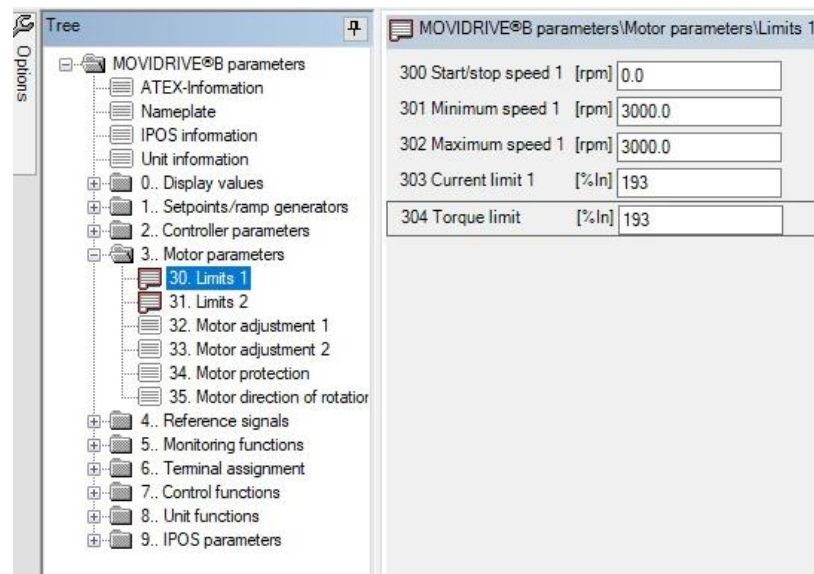 Options
Tree
MOVIDRIVE®B parameters
ATEX-Information
Nameplate
IPOS information
Unit information
0.. Display values
1.. Setpoints/ramp generators
2.. Controller parameters
3.. Motor parameters
30. Limits 1
31. Limits 2
32. Motor adjustment 1
33. Motor adjustment 2
34. Motor protection
35. Motor direction of rotation
4.. Reference signals
5.. Monitoring functions
6.. Terminal assignment
7.. Control functions
8.. Unit functions
9.. IPOS parameters
MOVIDRIVE®B parameters\Motor parameters\Limits 1
300 Start/stop speed 1 [rpm] 0.0
301 Minimum speed 1 [rpm] 3000.0
302 Maximum speed 1 [rpm] 3000.0
303 Current limit 1 [%In] 193
304 Torque limit [%In] 193